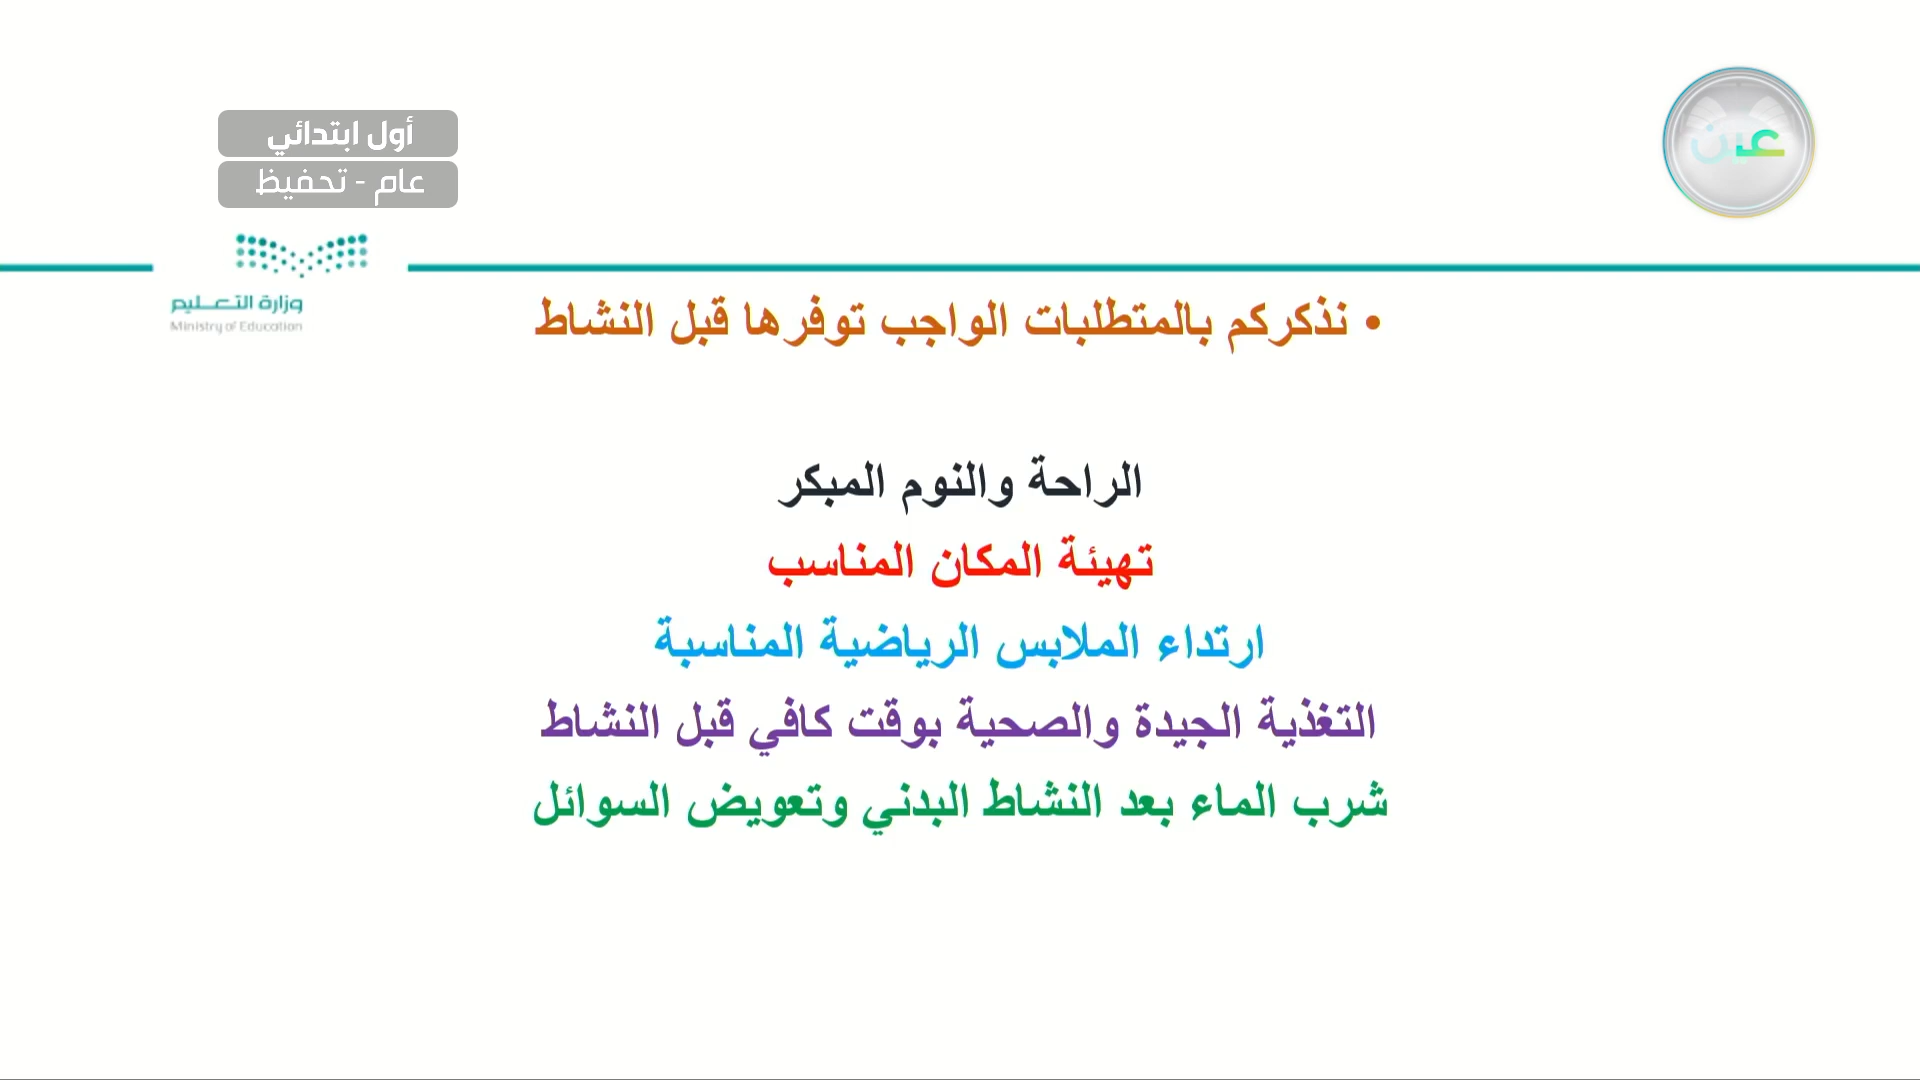 أول ابتدائي
عام - تحفيظ
عين
وزارة التعليم
Ministry of Education
• نذكركم بالمتطلبات الواجب توفرها قبل النشاط
الراحة والنوم المبكر
تهيئة المكان المناسب
ارتداء الملابس الرياضية المناسبة
التغذية الجيدة والصحية بوقت كافي قبل النشاط
شرب الماء بعد النشاط البدني وتعويض السوائل